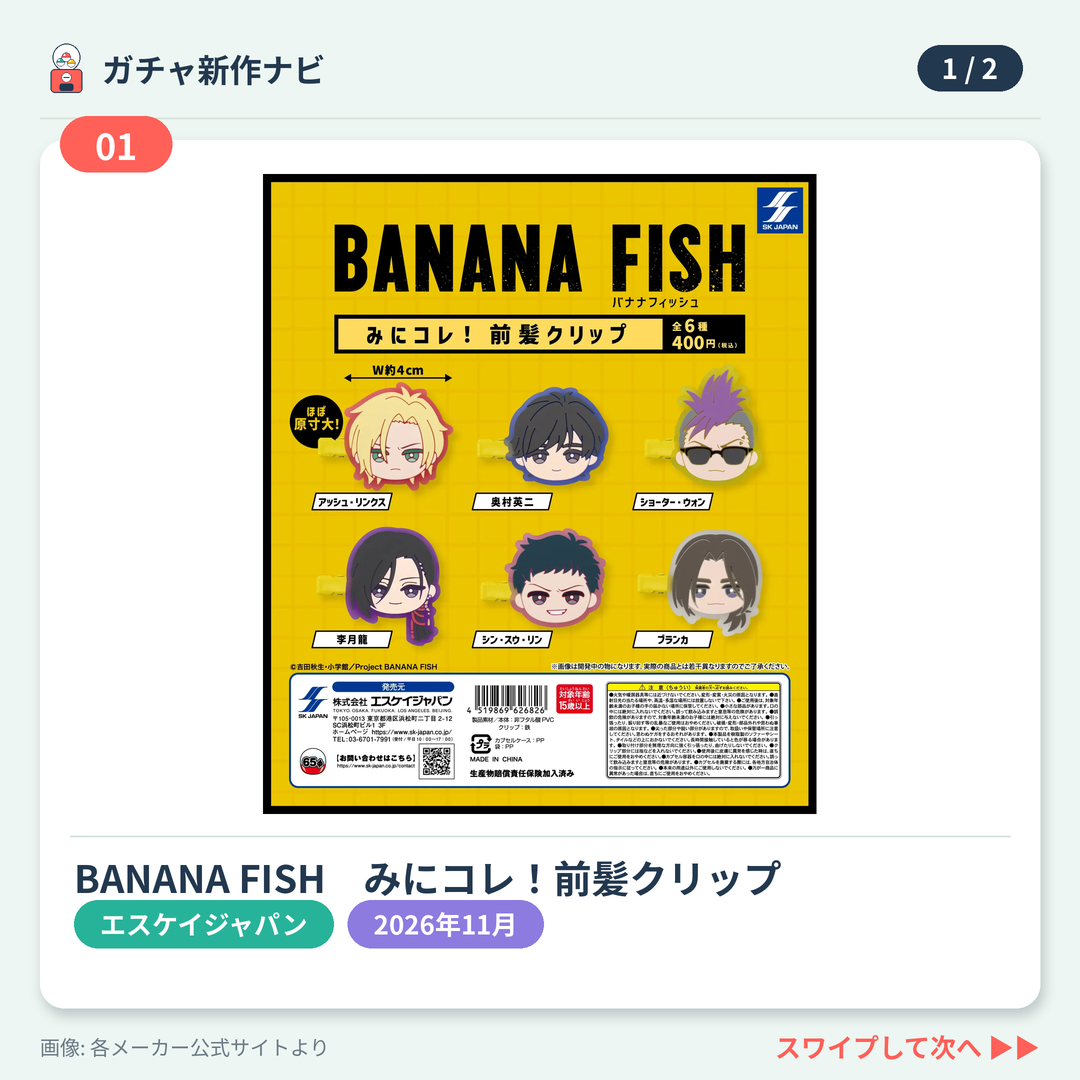 ガチャ新作ナビ
1 / 2
01
SK JAPAN
BANANA FISH
バナナフィッシュ
みにコレ！ 前髪クリップ
全6種
400円(税込)
W約4cm
ほぼ
原寸大!
アッシュ・リンクス
奥村英二
ショーター・ウォン
李月龍
シン・スウ・リン
ブランカ
©吉田秋生・小学館／Project BANANA FISH
※画像は開発中の物になります。実際の商品とは若干異なりますのでご了承ください。
発売元
SK JAPAN
株式会社 エスケイジャパン
TOKYO. OSAKA. FUKUOKA. LOS ANGELES. BEIJING.
〒105-0013 東京都港区浜松町二丁目 2-12
SC浜松町ビル1 3F
ホームページ https://www.sk-japan.co.jp/
TEL：03-6701-7991（受付／平日 10：00〜17：00）
65
【お問い合わせはこちら】
https://www.sk-japan.co.jp/contact
4 519869 626826
対象年齢
15歳以上
製品素材／本体：非フタル酸 PVC
クリップ：鉄
プラ
カプセルケース：PP
袋：PP
MADE IN CHINA
生産物賠償責任保険加入済み
注 意（ちゅうい）
BANANA FISH　みにコレ！前髪クリップ
エスケイジャパン
2026年11月
画像: 各メーカー公式サイトより
スワイプして次へ ▶▶